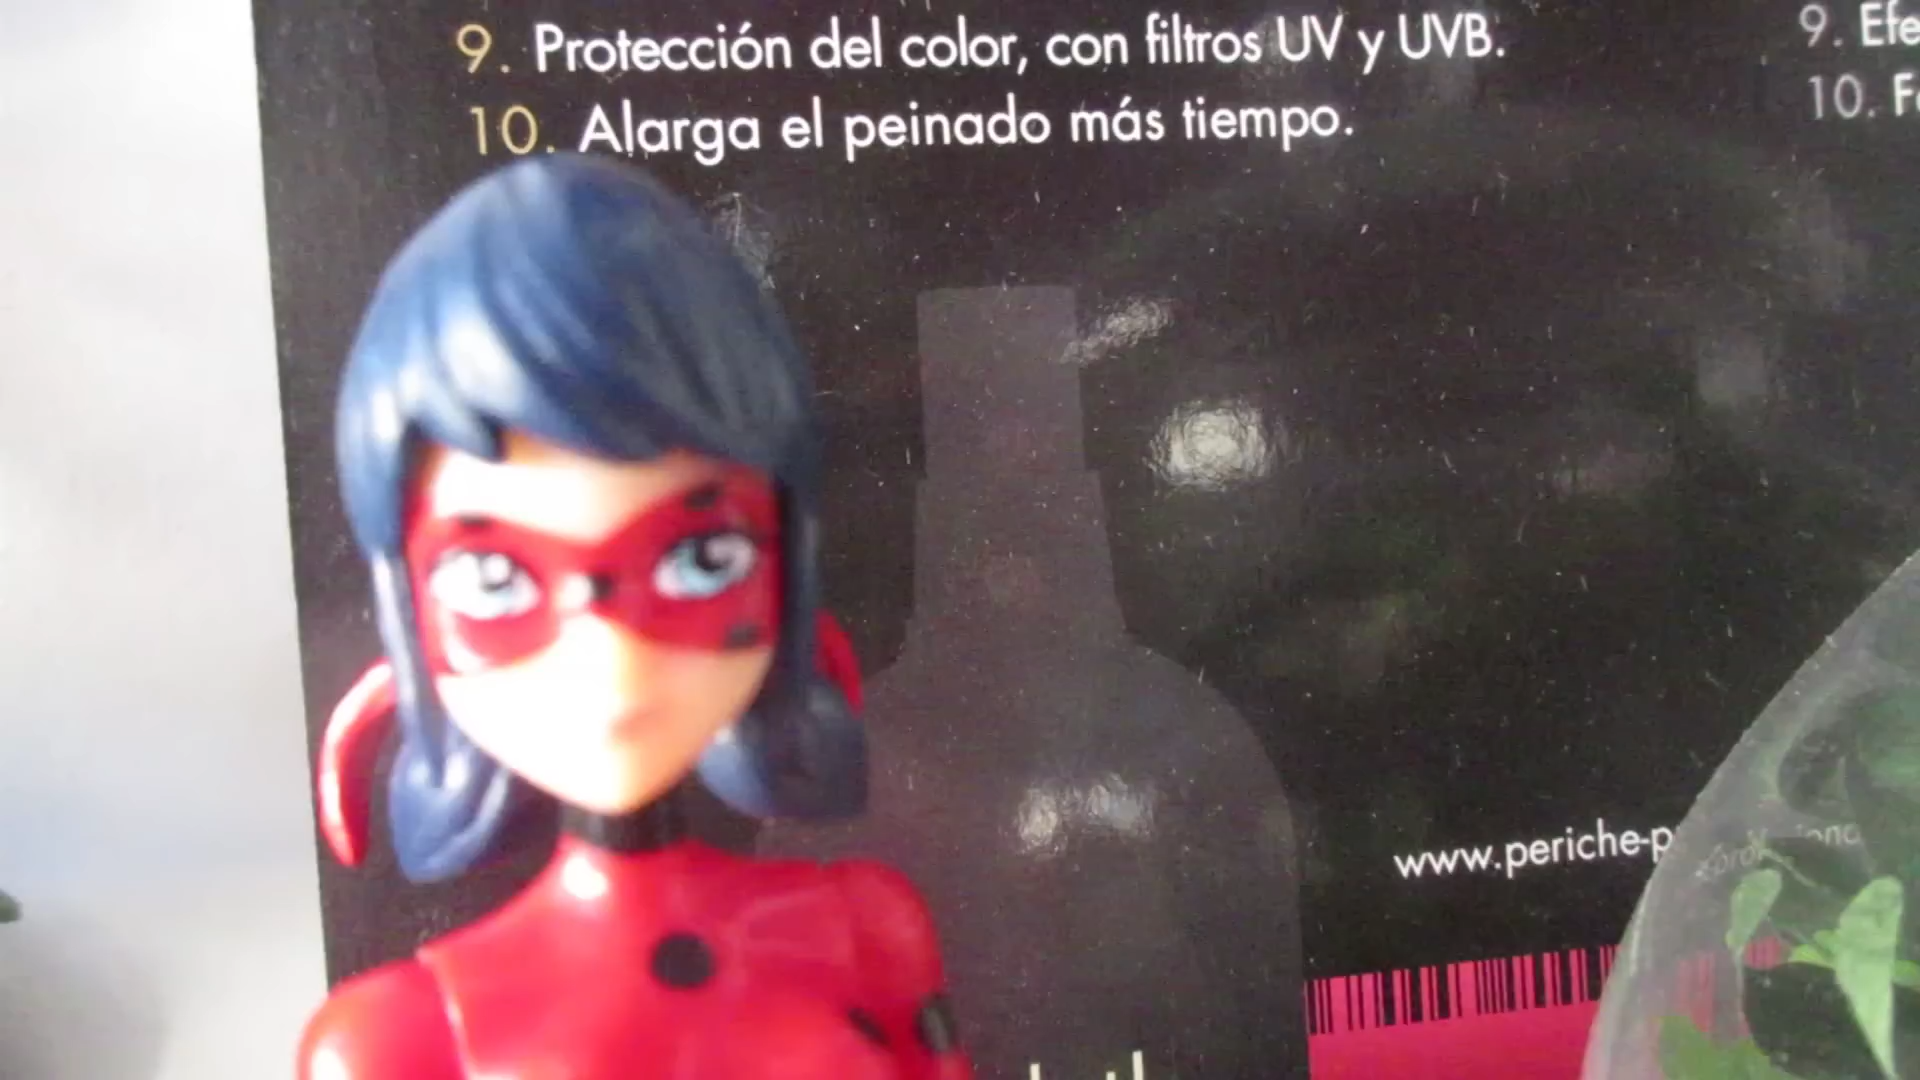 9. Protección del color, con filtros UV y UVB.
10. Alarga el peinado más tiempo.
9. Efe
10. F
www.periche-p